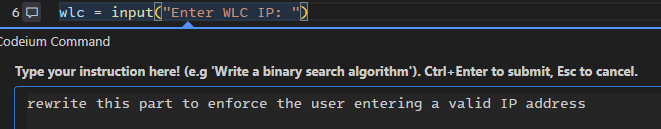 6 wlc = input("Enter WLC IP: ")
Codeium Command
Type your instruction here! (e.g 'Write a binary search algorithm'). Ctrl+Enter to submit, Esc to cancel.
rewrite this part to enforce the user entering a valid IP address